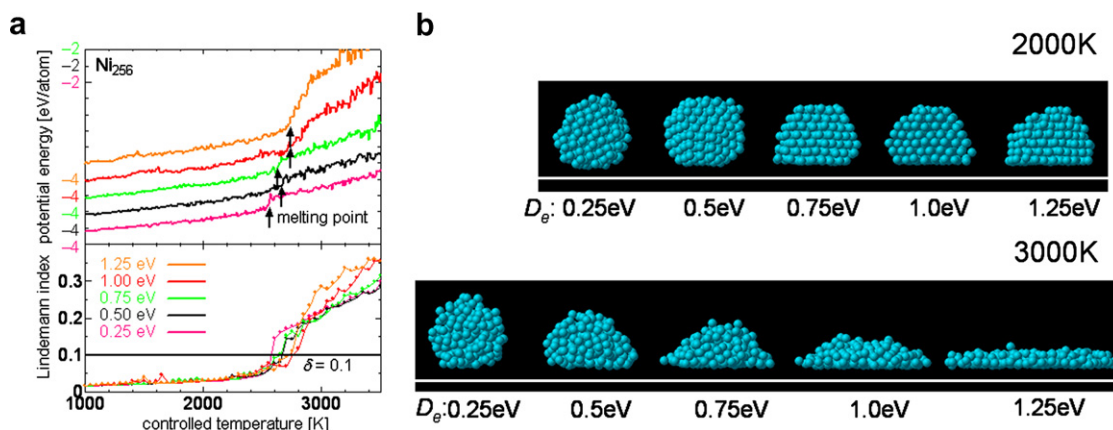 a
Ni256
potential energy [eV/atom]
−2
−2
−2
−4
−4
−4
−4
−4
melting point
Lindemann index
0.3
0.2
0.1
0
1.25 eV
1.00 eV
0.75 eV
0.50 eV
0.25 eV
δ = 0.1
1000
2000
3000
controlled temperature [K]
b
2000K
De: 0.25eV 0.5eV 0.75eV 1.0eV 1.25eV
3000K
De:0.25eV 0.5eV 0.75eV 1.0eV 1.25eV